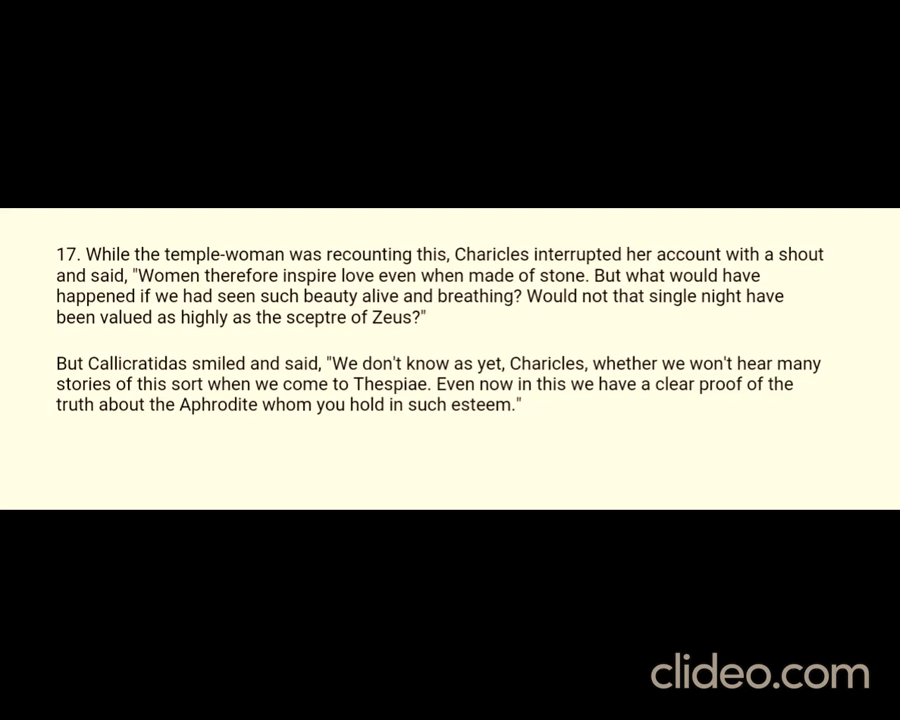 17. While the temple-woman was recounting this, Charicles interrupted her account with a shout
and said, "Women therefore inspire love even when made of stone. But what would have
happened if we had seen such beauty alive and breathing? Would not that single night have
been valued as highly as the sceptre of Zeus?"
But Callicratidas smiled and said, "We don't know as yet, Charicles, whether we won't hear many
stories of this sort when we come to Thespiae. Even now in this we have a clear proof of the
truth about the Aphrodite whom you hold in such esteem."
clideo.com